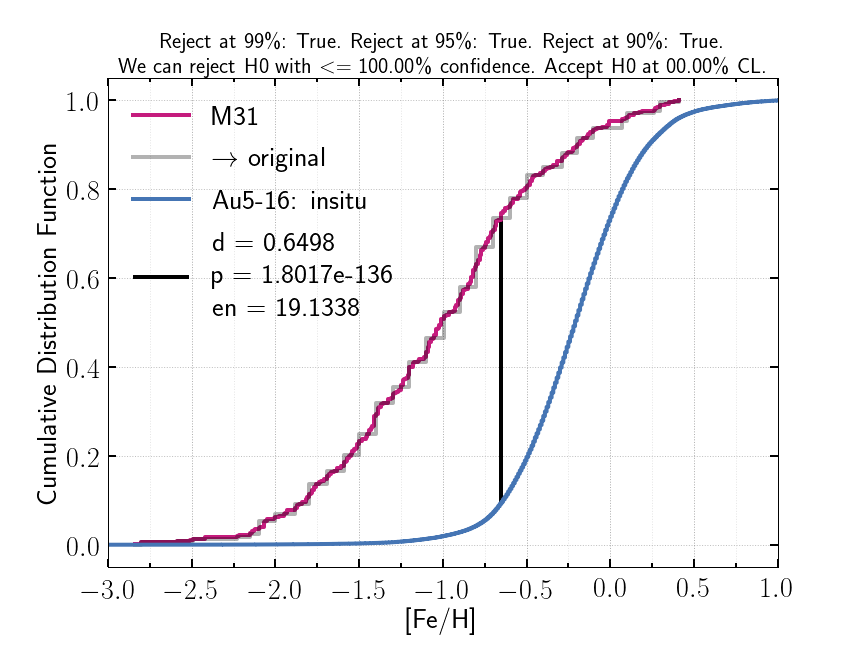 Reject at 99%: True. Reject at 95%: True. Reject at 90%: True.
We can reject H0 with <= 100.00% confidence. Accept H0 at 00.00% CL.
M31
→ original
Au5-16: insitu
d = 0.6498
p = 1.8017e-136
en = 19.1338
Cumulative Distribution Function
1.0
0.8
0.6
0.4
0.2
0.0
−3.0 −2.5 −2.0 −1.5 −1.0 −0.5 0.0 0.5 1.0
[Fe/H]